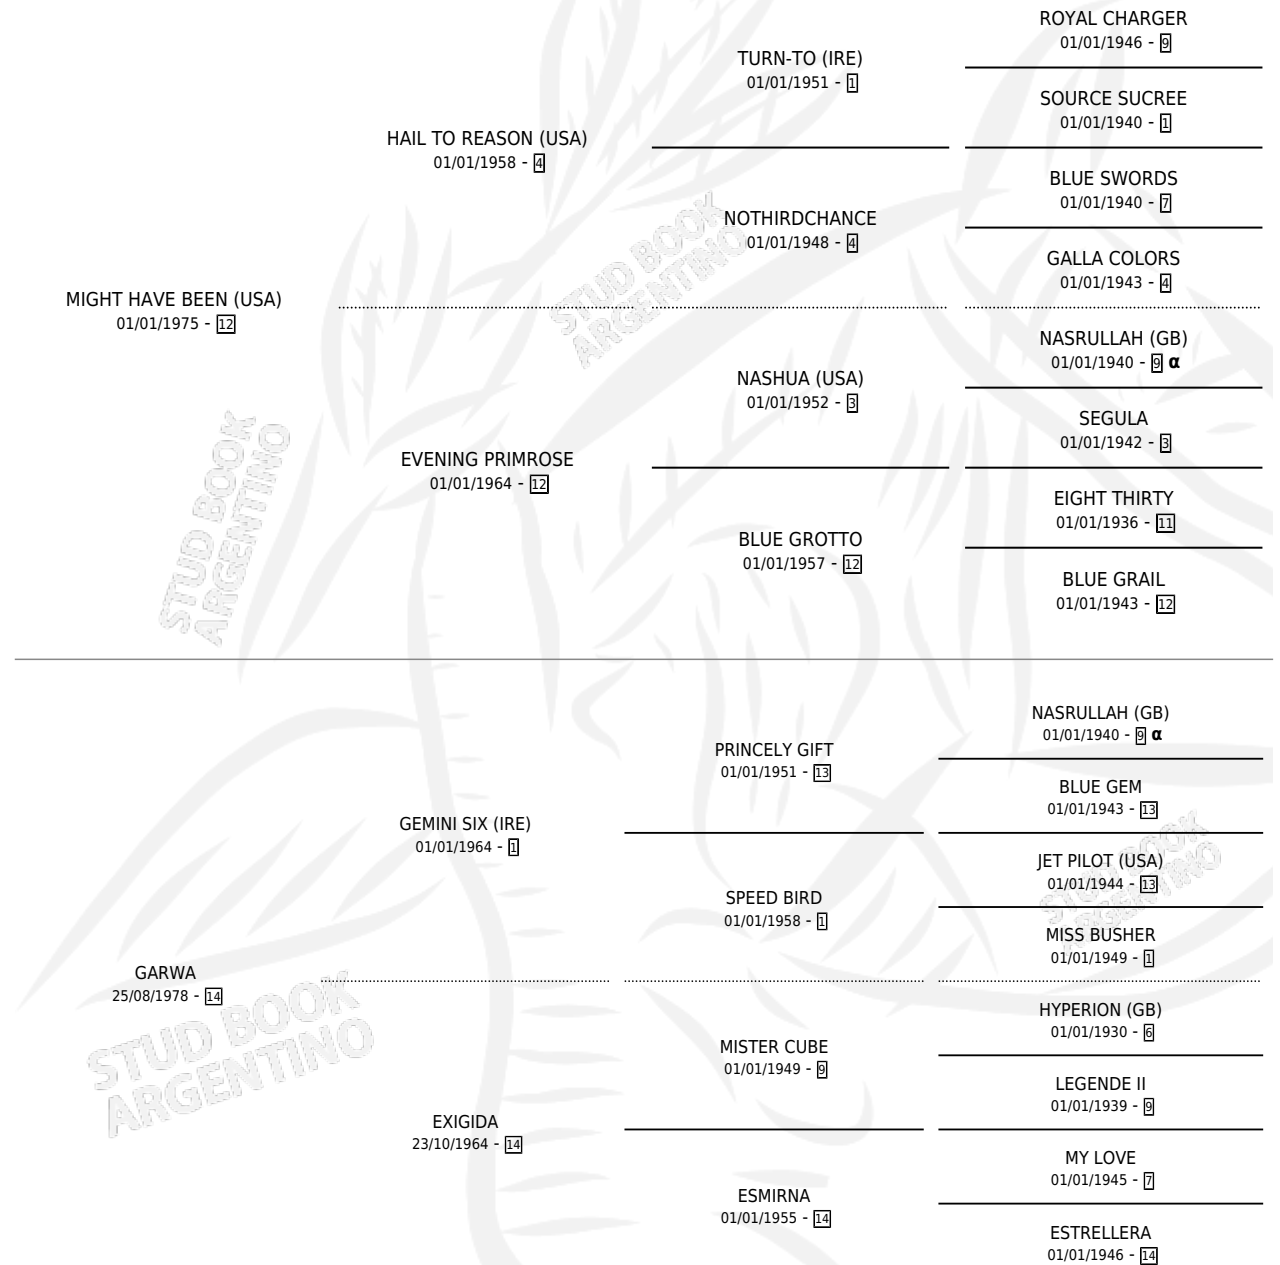 ROYAL CHARGER
01/01/1946 - 9
TURN-TO (IRE)
01/01/1951 - 1
SOURCE SUCREE
01/01/1940 - 1
HAIL TO REASON (USA)
01/01/1958 - 4
BLUE SWORDS
01/01/1940 - 7
NOTHIRDCHANCE
01/01/1948 - 4
GALLA COLORS
01/01/1943 - 4
MIGHT HAVE BEEN (USA)
01/01/1975 - 12
NASRULLAH (GB)
01/01/1940 - 9 α
NASHUA (USA)
01/01/1952 - 3
SEGULA
01/01/1942 - 3
EVENING PRIMROSE
01/01/1964 - 12
EIGHT THIRTY
01/01/1936 - 11
BLUE GROTTO
01/01/1957 - 12
BLUE GRAIL
01/01/1943 - 12
STUD BOOK
ARGENTINO
STUD BOOK
ARGENTINO
NASRULLAH (GB)
01/01/1940 - 9 α
PRINCELY GIFT
01/01/1951 - 13
BLUE GEM
01/01/1943 - 13
GEMINI SIX (IRE)
01/01/1964 - 1
JET PILOT (USA)
01/01/1944 - 13
SPEED BIRD
01/01/1958 - 1
MISS BUSHER
01/01/1949 - 1
GARWA
25/08/1978 - 14
HYPERION (GB)
01/01/1930 - 6
MISTER CUBE
01/01/1949 - 9
LEGENDE II
01/01/1939 - 9
EXIGIDA
23/10/1964 - 14
MY LOVE
01/01/1945 - 7
ESMIRNA
01/01/1955 - 14
ESTRELLERA
01/01/1946 - 14
STUD BOOK
ARGENTINO
STUD BOOK
ARGENTINO